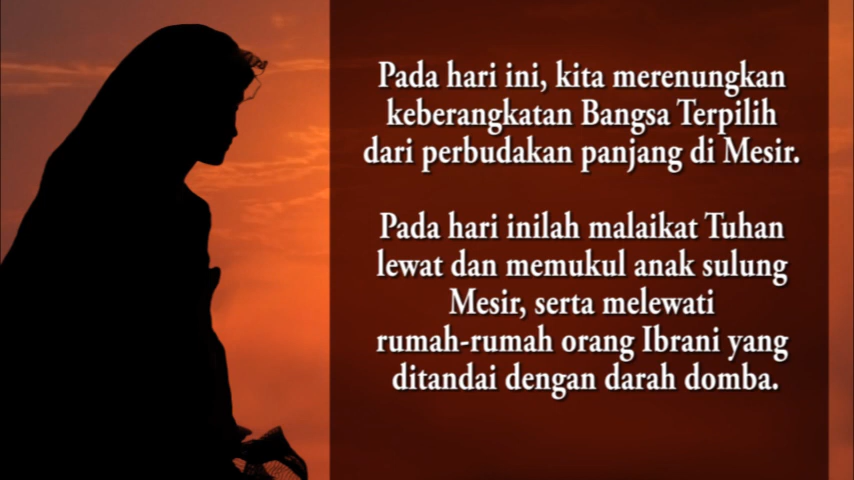 Pada hari ini, kita merenungkan
keberangkatan Bangsa Terpilih
dari perbudakan panjang di Mesir.
Pada hari inilah malaikat Tuhan
lewat dan memukul anak sulung
Mesir, serta melewati
rumah-rumah orang Ibrani yang
ditandai dengan darah domba.